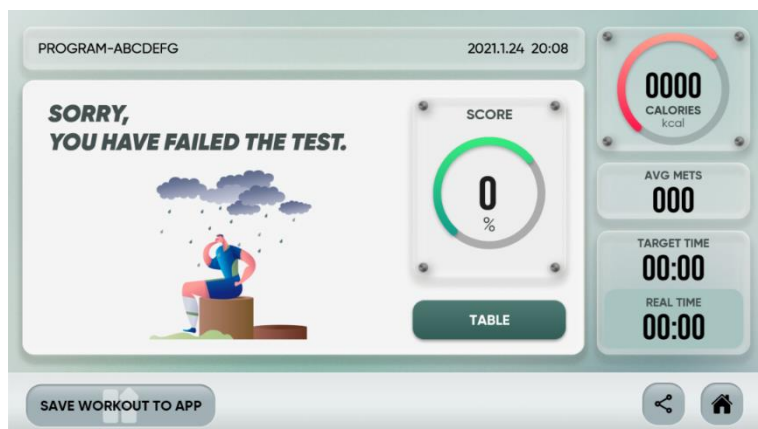 PROGRAM-ABCDEFG
2021.1.24 20:08
SORRY,
YOU HAVE FAILED THE TEST.
SCORE
0
%
TABLE
0000
CALORIES
kcal
AVG METS
000
TARGET TIME
00:00
REAL TIME
00:00
SAVE WORKOUT TO APP